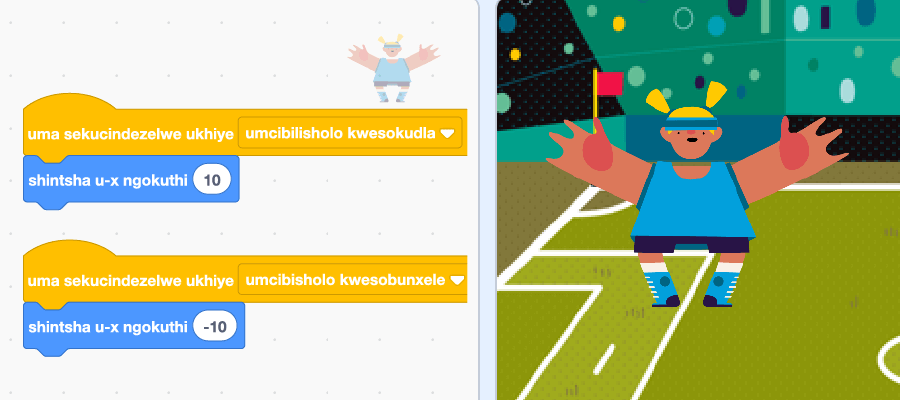 uma sekucindezelwe ukhiye umcibilisholo kwesokudla
shintsha u-x ngokuthi 10
uma sekucindezelwe ukhiye umcibisholo kwesobunxele
shintsha u-x ngokuthi -10